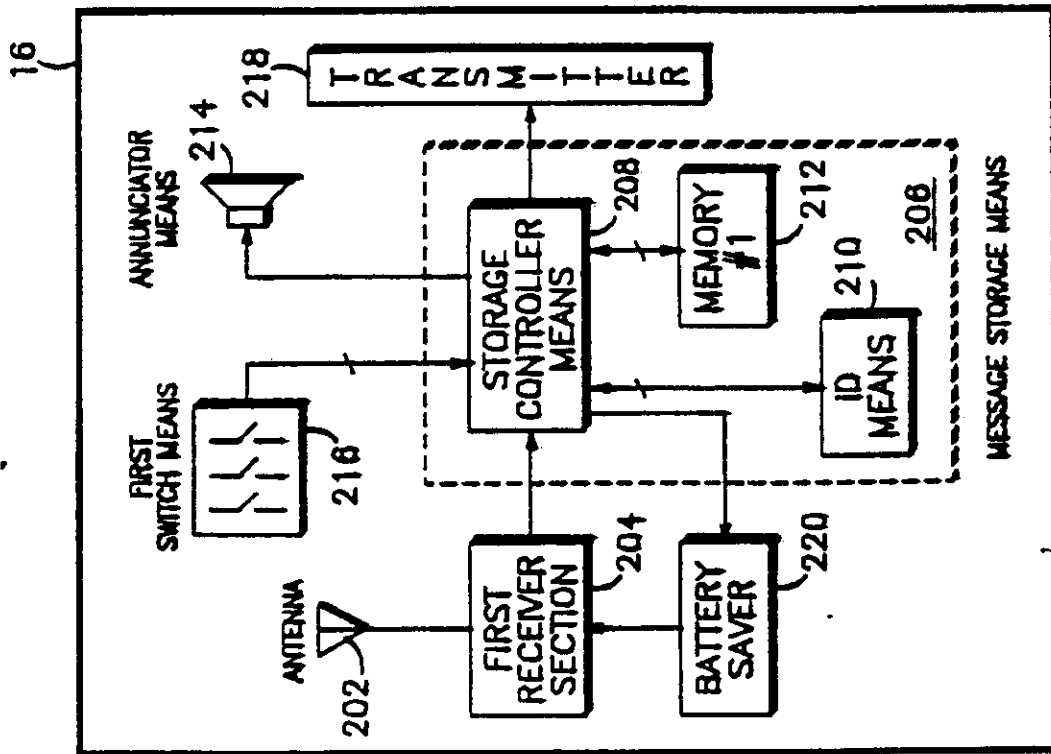 16
ANTENNA
202
FIRST
SWITCH MEANS
216
ANNUNCIATOR
MEANS
214
218
TRANSMITTER
FIRST
RECEIVER
SECTION
204
STORAGE
CONTROLLER
MEANS
208
BATTERY
SAVER
220
ID
MEANS
210
MEMORY
#1
212
206
MESSAGE STORAGE MEANS